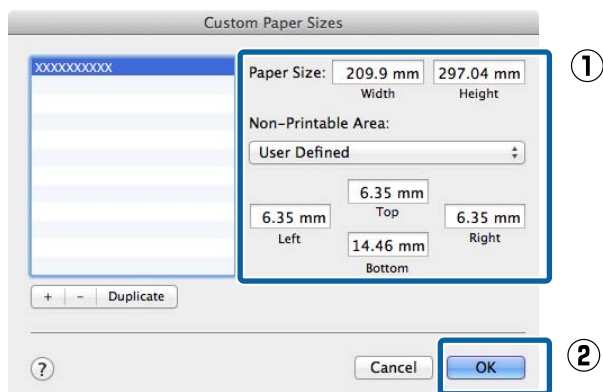 Custom Paper Sizes
XXXXXXXXXX
Paper Size: 209.9 mm 297.04 mm
Width Height
Non-Printable Area:
User Defined
6.35 mm
Top
6.35 mm 6.35 mm
Left Right
14.46 mm
Bottom
+ - Duplicate
? Cancel OK
1
2